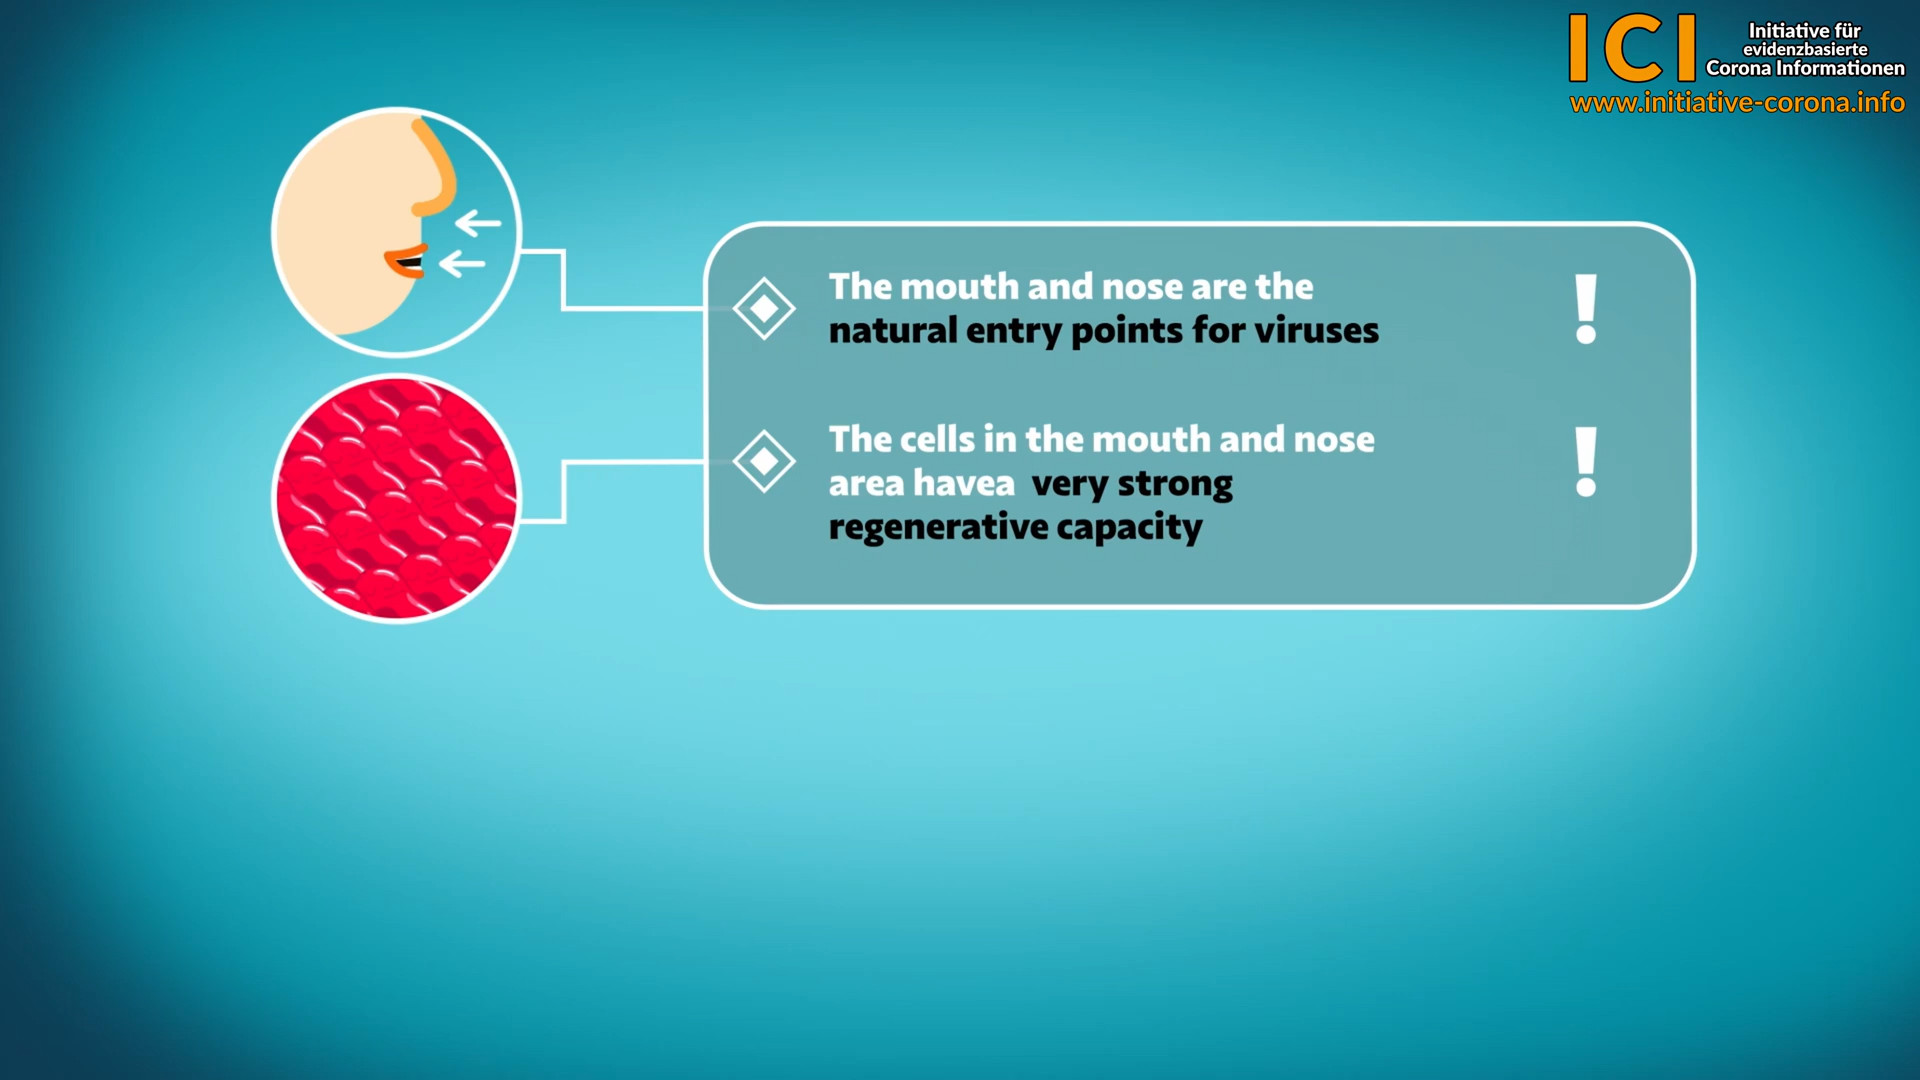 ICI
Initiative für
evidenzbasierte
Corona Informationen
www.initiative-corona.info
The mouth and nose are the
natural entry points for viruses
!
The cells in the mouth and nose
area havea very strong
regenerative capacity
!